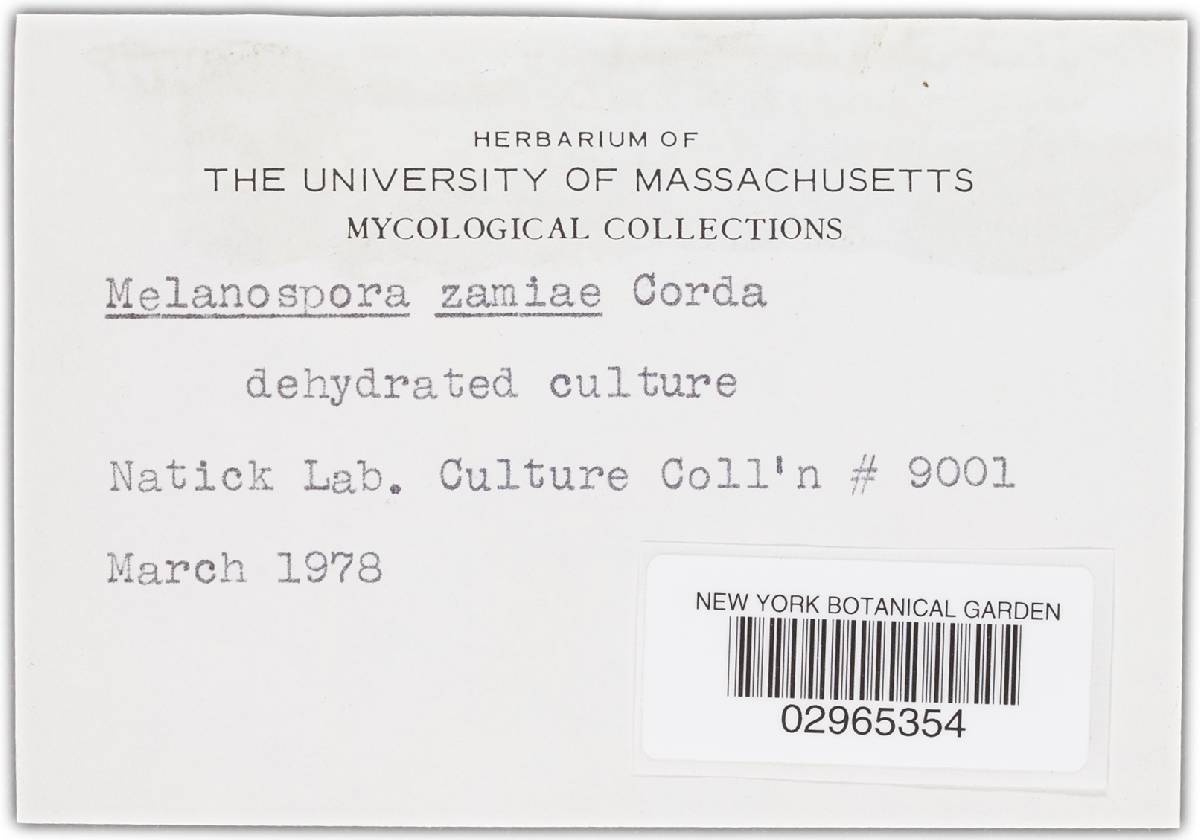 HERBARIUM OF
THE UNIVERSITY OF MASSACHUSETTS
MYCOLOGICAL COLLECTIONS
Melanospora zamiae Corda
dehydrated culture
Natick Lab. Culture Coll'n # 9001
March 1978
NEW YORK BOTANICAL GARDEN
02965354